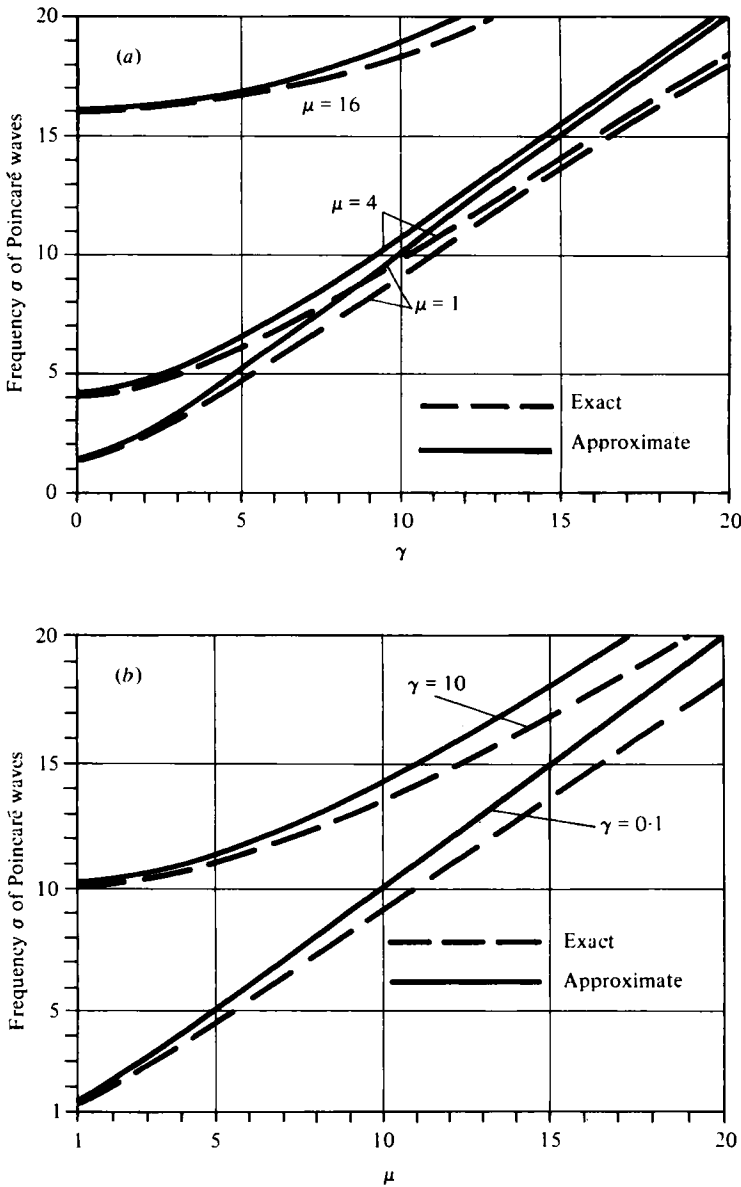 20
(a)
μ = 16
15
μ = 4
10
μ = 1
5
Exact
Approximate
0
0 5 10 15 20
γ
Frequency σ of Poincaré waves
20
(b)
γ = 10
15
γ = 0·1
10
Exact
5
Approximate
1
1 5 10 15 20
μ
Frequency σ of Poincaré waves